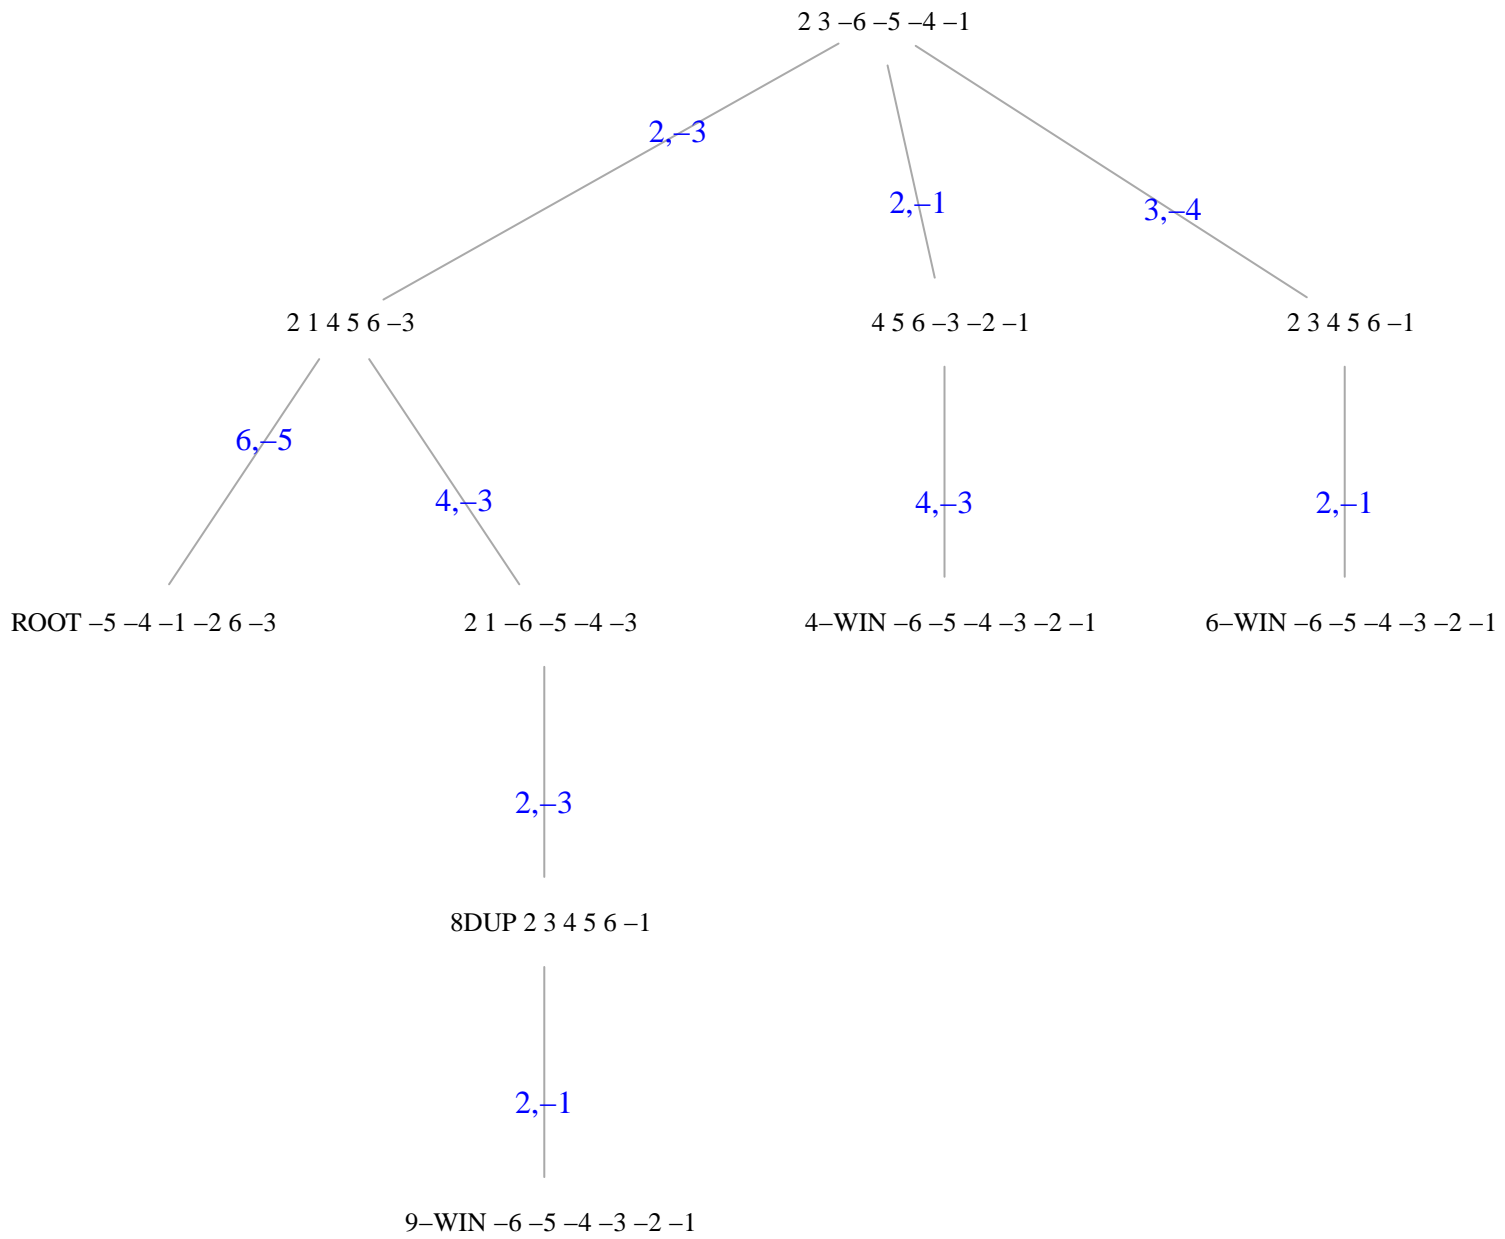 2 3 –6 –5 –4 –1
2,–3
2,–1
3,–4
2 1 4 5 6 –3
4 5 6 –3 –2 –1
2 3 4 5 6 –1
6,–5
4,–3
4,–3
2,–1
ROOT –5 –4 –1 –2 6 –3
2 1 –6 –5 –4 –3
4–WIN –6 –5 –4 –3 –2 –1
6–WIN –6 –5 –4 –3 –2 –1
2,–3
8DUP 2 3 4 5 6 –1
2,–1
9–WIN –6 –5 –4 –3 –2 –1